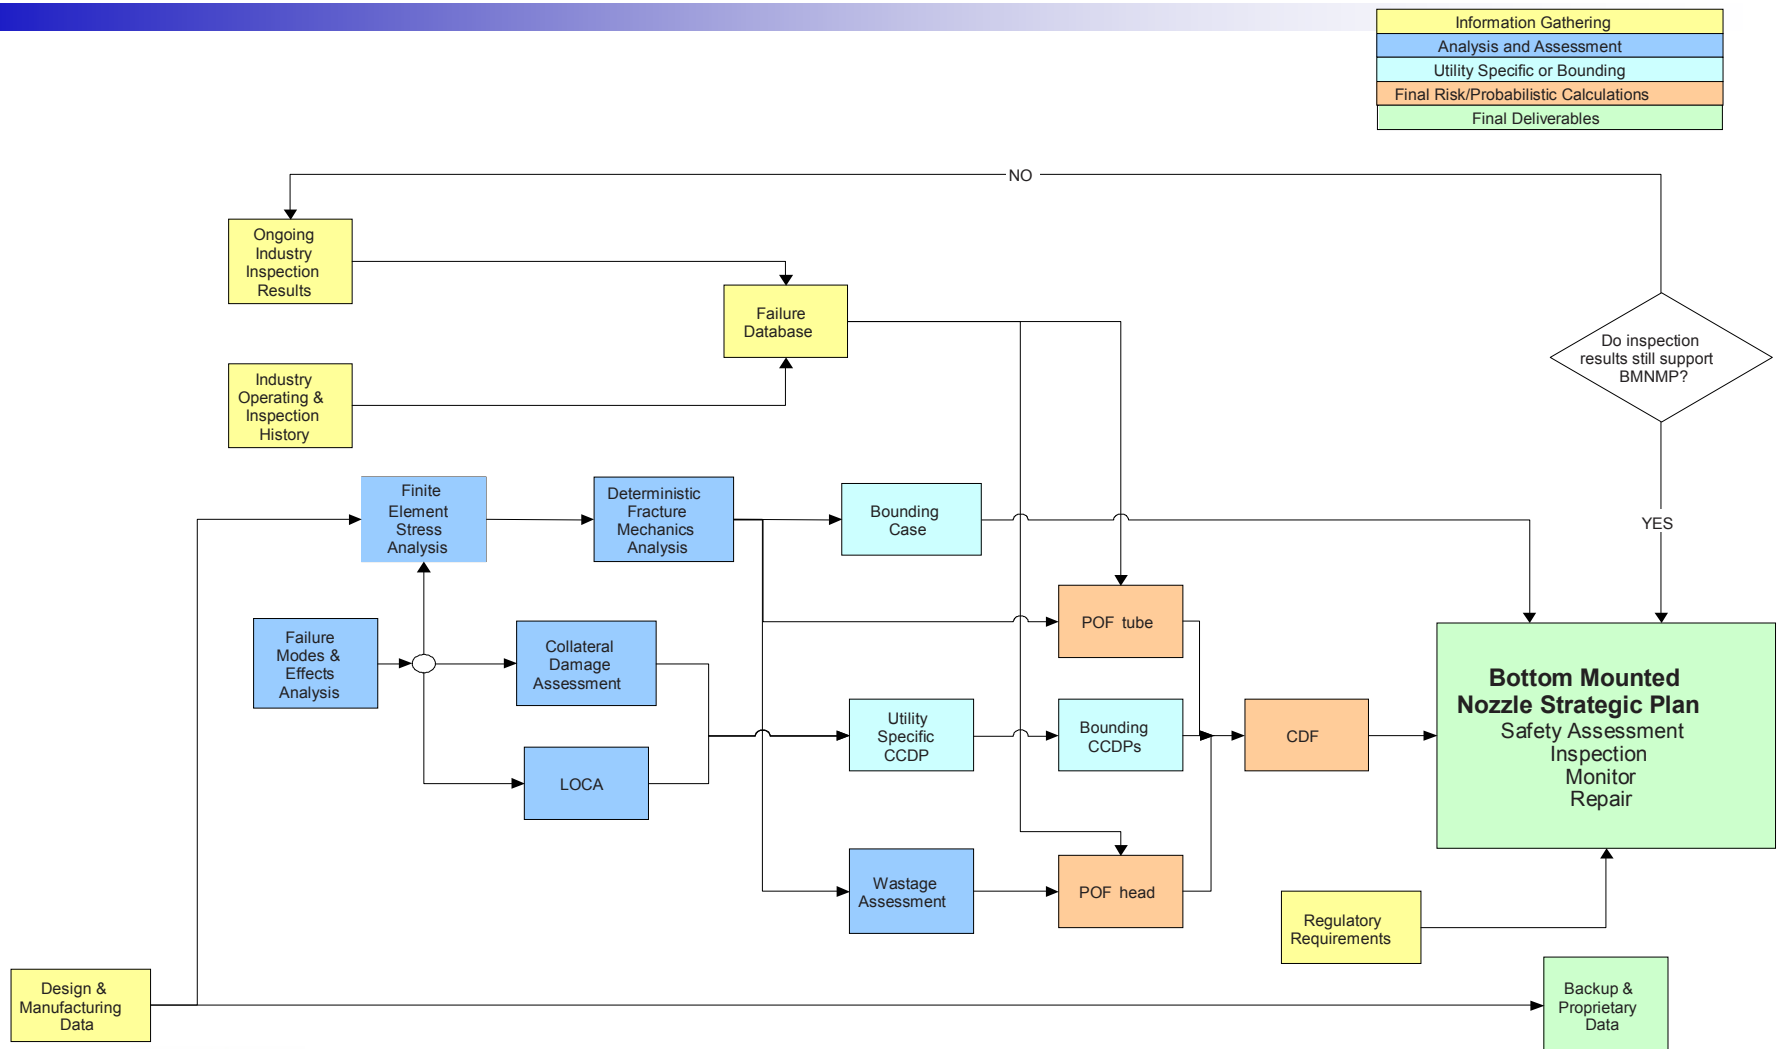 Information Gathering
Analysis and Assessment
Utility Specific or Bounding
Final Risk/Probabilistic Calculations
Final Deliverables
NO
Ongoing
Industry
Inspection
Results
Failure
Database
Do inspection
results still support
BMNMP?
Industry
Operating &
Inspection
History
Finite
Element
Stress
Analysis
Deterministic
Fracture
Mechanics
Analysis
Bounding
Case
YES
Failure
Modes &
Effects
Analysis
Collateral
Damage
Assessment
POF tube
Bottom Mounted
Nozzle Strategic Plan
Safety Assessment
Inspection
Monitor
Repair
Utility
Specific
CCDP
Bounding
CCDPs
CDF
LOCA
Wastage
Assessment
POF head
Regulatory
Requirements
Design &
Manufacturing
Data
Backup &
Proprietary
Data